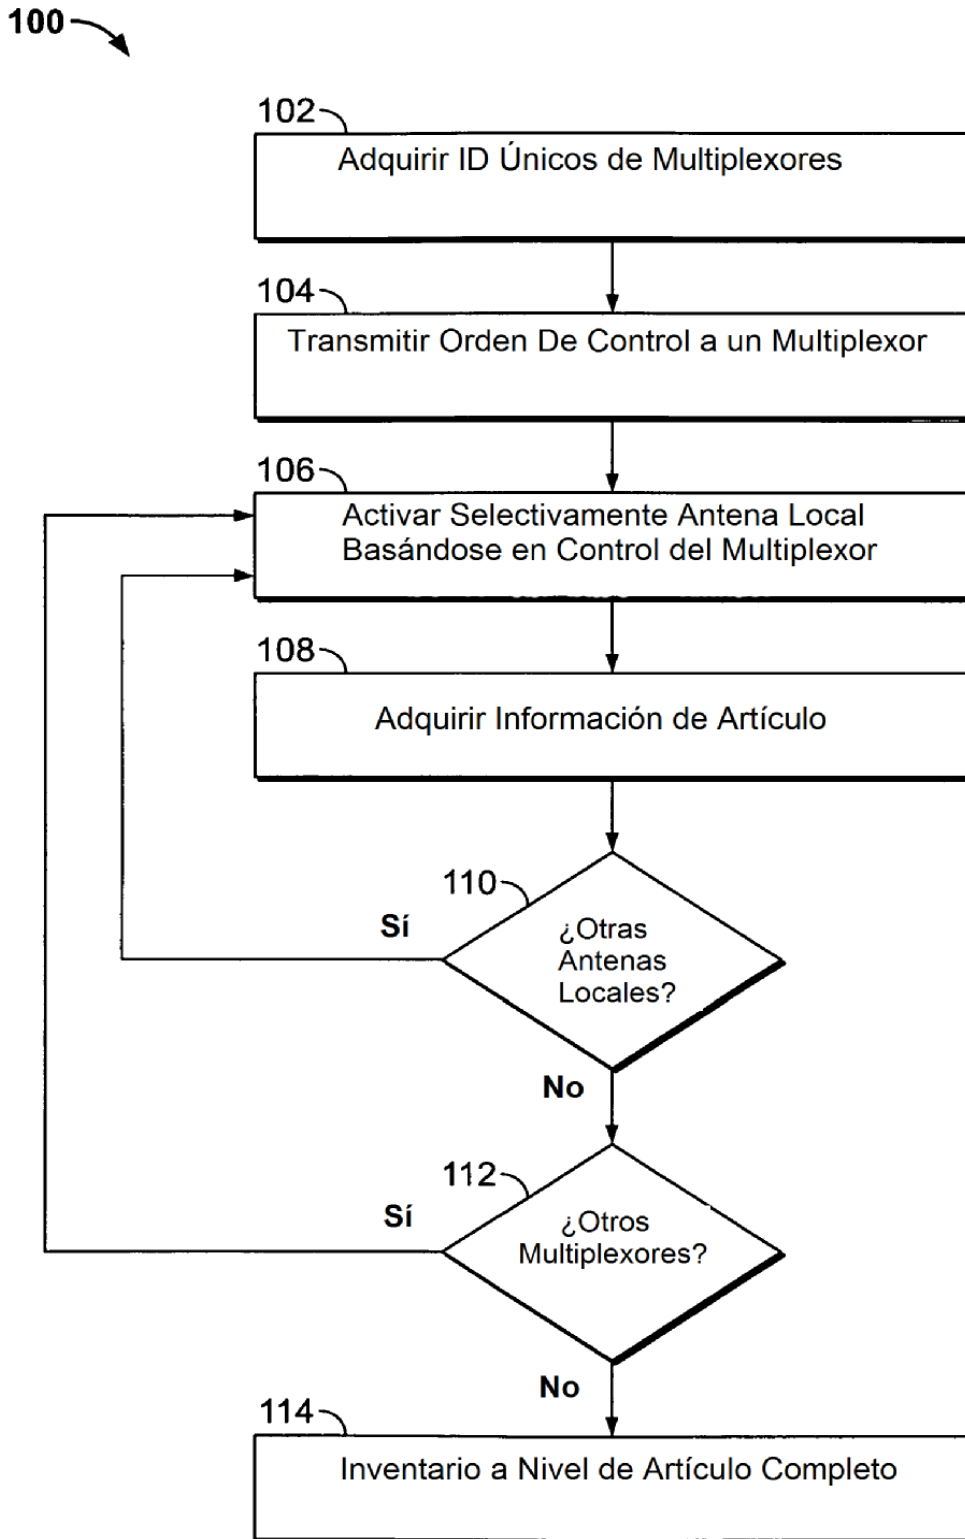 100
102
Adquirir ID Únicos de Multiplexores
104
Transmitir Orden De Control a un Multiplexor
106
Activar Selectivamente Antena Local
Basándose en Control del Multiplexor
108
Adquirir Información de Artículo
110
Sí
¿Otras
Antenas
Locales?
No
112
Sí
¿Otros
Multiplexores?
No
114
Inventario a Nivel de Artículo Completo